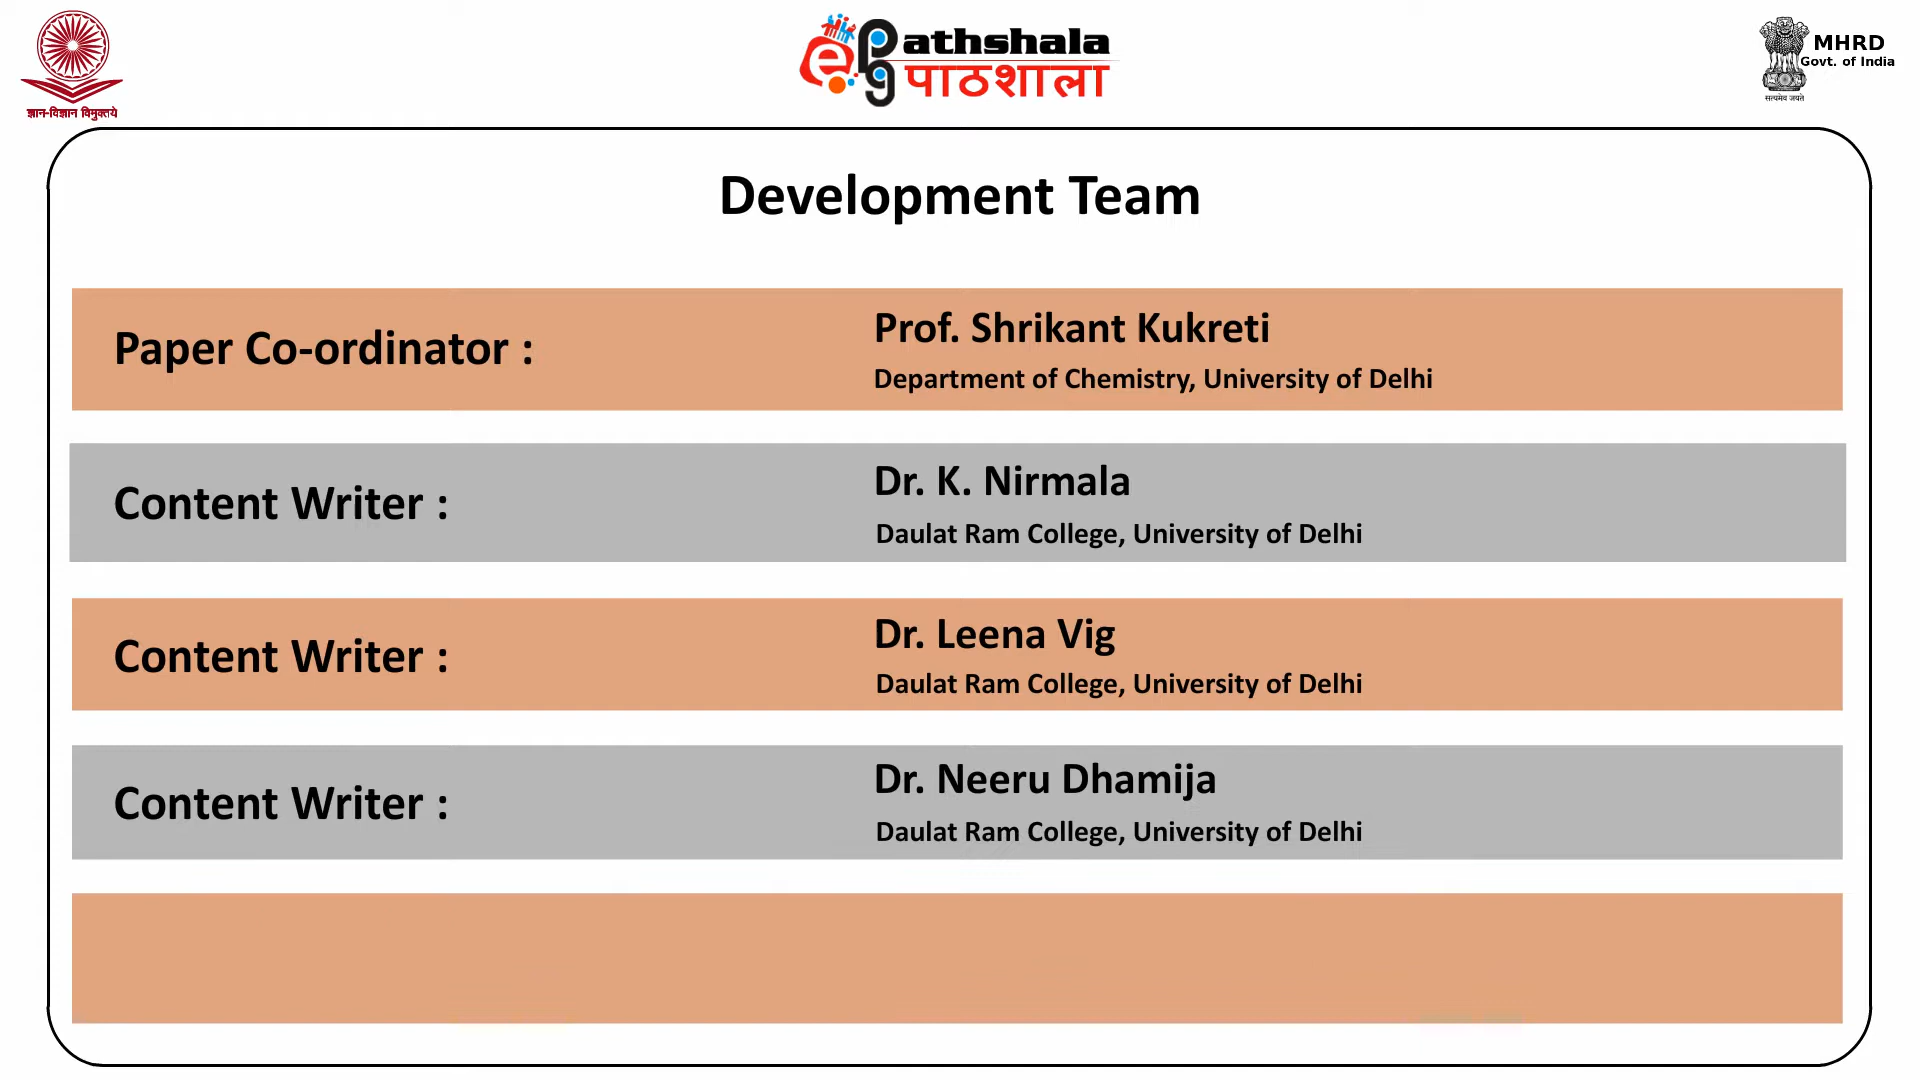 ज्ञान-विज्ञान विमुक्तये
e pg Pathshala
पाठशाला
MHRD
Govt. of India
सत्यमेव जयते
Development Team
Paper Co-ordinator :
Prof. Shrikant Kukreti
Department of Chemistry, University of Delhi
Content Writer :
Dr. K. Nirmala
Daulat Ram College, University of Delhi
Content Writer :
Dr. Leena Vig
Daulat Ram College, University of Delhi
Content Writer :
Dr. Neeru Dhamija
Daulat Ram College, University of Delhi